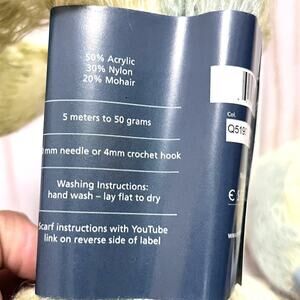 50% Acrylic
30% Nylon
20% Mohair
5 meters to 50 grams
mm needle or 4mm crochet hook
Washing Instructions:
hand wash – lay flat to dry
Scarf instructions with YouTube
link on reverse side of label
Col.
Q519
€